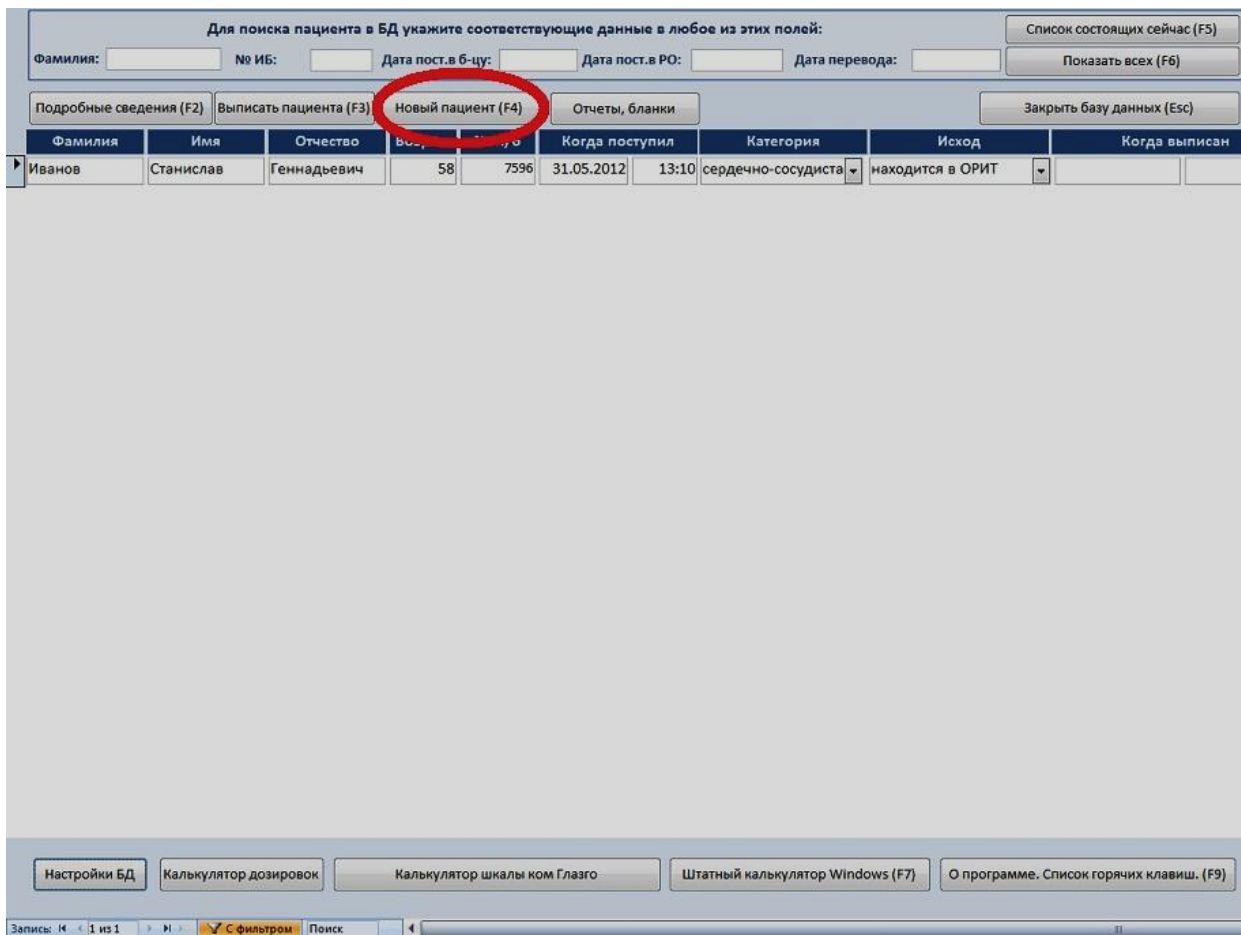 Для поиска пациента в БД укажите соответствующие данные в любое из этих полей:
Список состоящих сейчас (F5)
Фамилия: № ИБ: Дата пост.в б-цу: Дата пост.в РО: Дата перевода:
Показать всех (F6)
Подробные сведения (F2) Выписать пациента (F3) Новый пациент (F4) Отчеты, бланки Закрыть базу данных (Esc)
Фамилия Имя Отчество Когда поступил Категория Исход Когда выписан
Иванов Станислав Геннадьевич 58 7596 31.05.2012 13:10 сердечно-сосудиста находится в ОРИТ
Настройки БД Калькулятор дозировок Калькулятор шкалы ком Глазго Штатный калькулятор Windows (F7) О программе. Список горячих клавиш. (F9)
Запись: 1 из 1 С фильтром Поиск